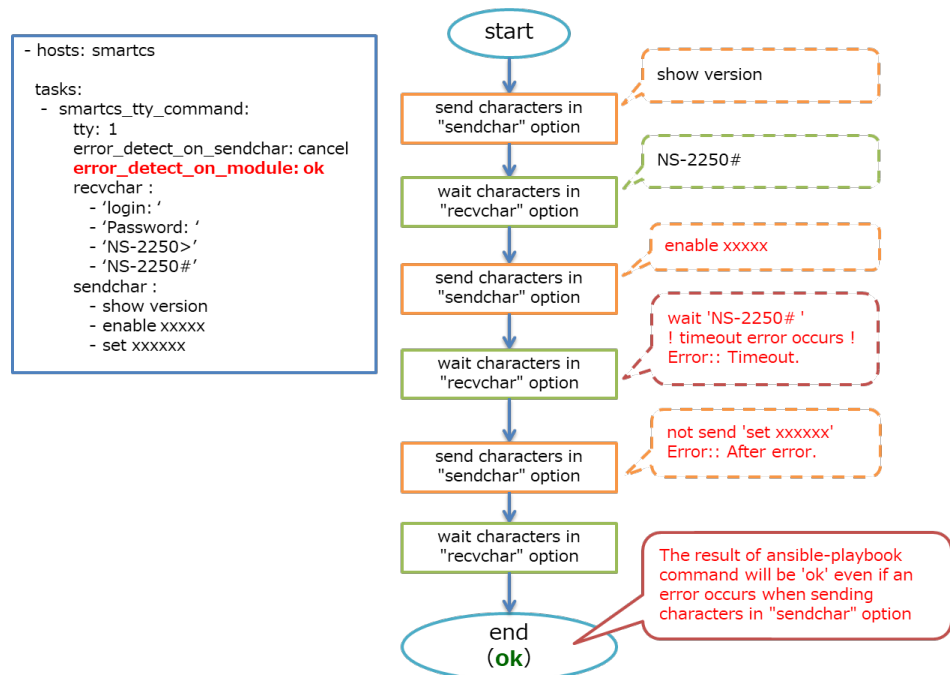 - hosts: smartcs
tasks:
- smartcs_tty_command:
tty: 1
error_detect_on_sendchar: cancel
error_detect_on_module: ok
recvchar :
- ‘login: ‘
- ‘Password: ‘
- ‘NS-2250>’
- ‘NS-2250#’
sendchar :
- show version
- enable xxxxx
- set xxxxxx
start
send characters in
"sendchar" option
show version
wait characters in
"recvchar" option
NS-2250#
send characters in
"sendchar" option
enable xxxxx
wait characters in
"recvchar" option
wait 'NS-2250# '
! timeout error occurs !
Error:: Timeout.
send characters in
"sendchar" option
not send 'set xxxxxx’
Error:: After error.
wait characters in
"recvchar" option
The result of ansible-playbook
command will be 'ok' even if an
error occurs when sending
characters in "sendchar" option
end
(ok)